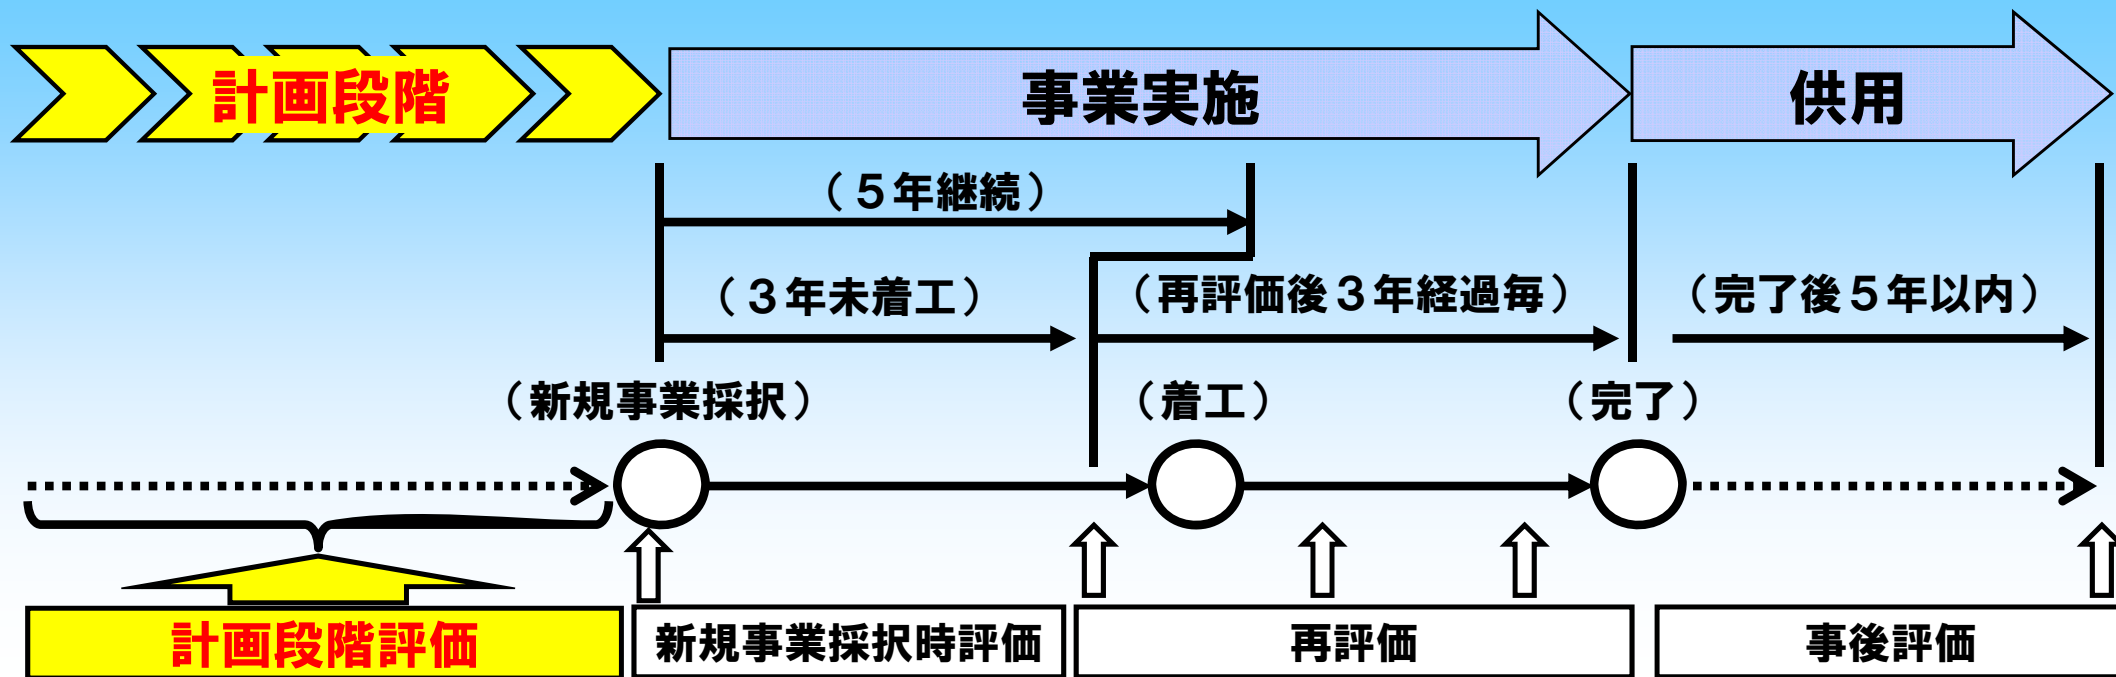 計画段階
事業実施
供用
（５年継続）
（３年未着工）
（再評価後３年経過毎）
（完了後５年以内）
（新規事業採択）
（着工）
（完了）
計画段階評価
新規事業採択時評価
再評価
事後評価